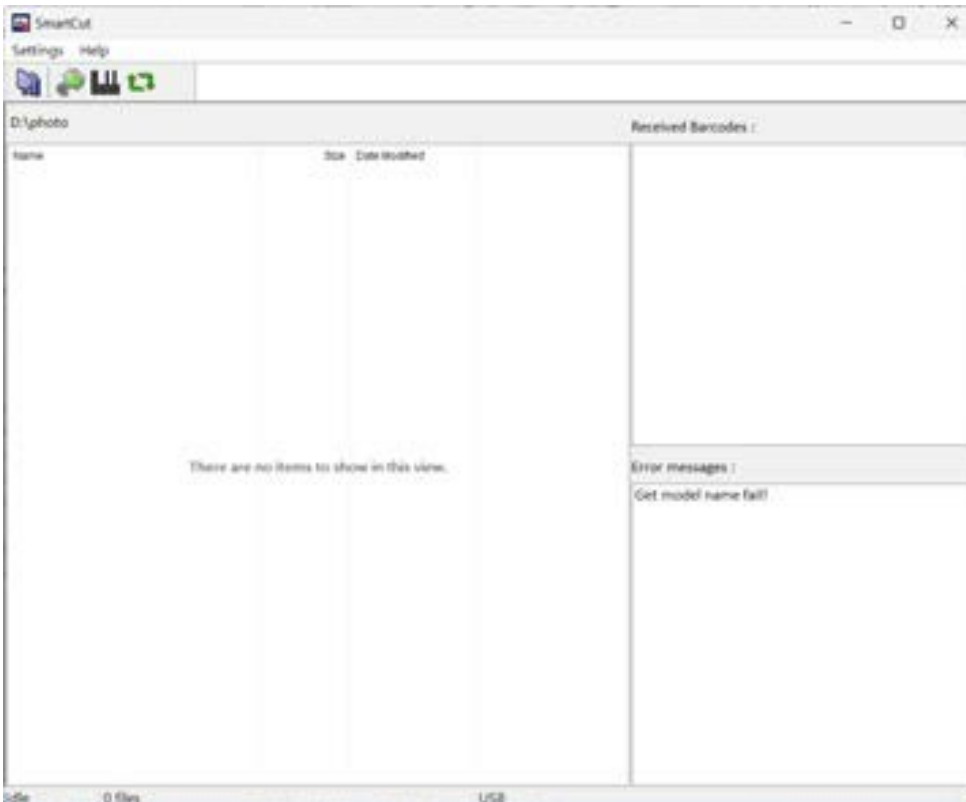 SmartCut
Settings Help
D:\photo
Name Size Date Modified
There are no items to show in this view.
Received Barcodes :
Error messages :
Get model name fail!
Idle 0 files USB